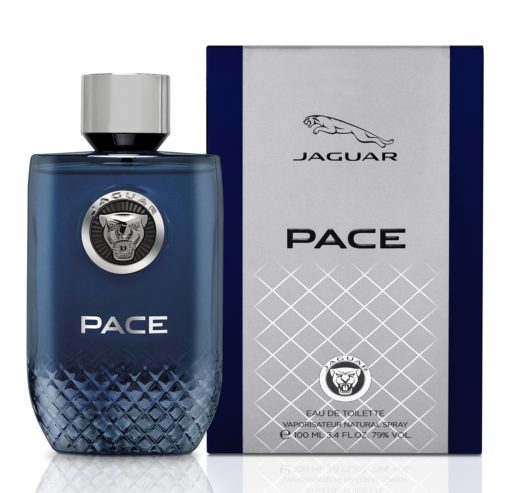 JAGUAR
PACE
JAGUAR
PACE
JAGUAR
EAU DE TOILETTE
VAPORISATEUR NATURAL SPRAY
℮ 100 ML 3.4 FL.OZ. 79% VOL.